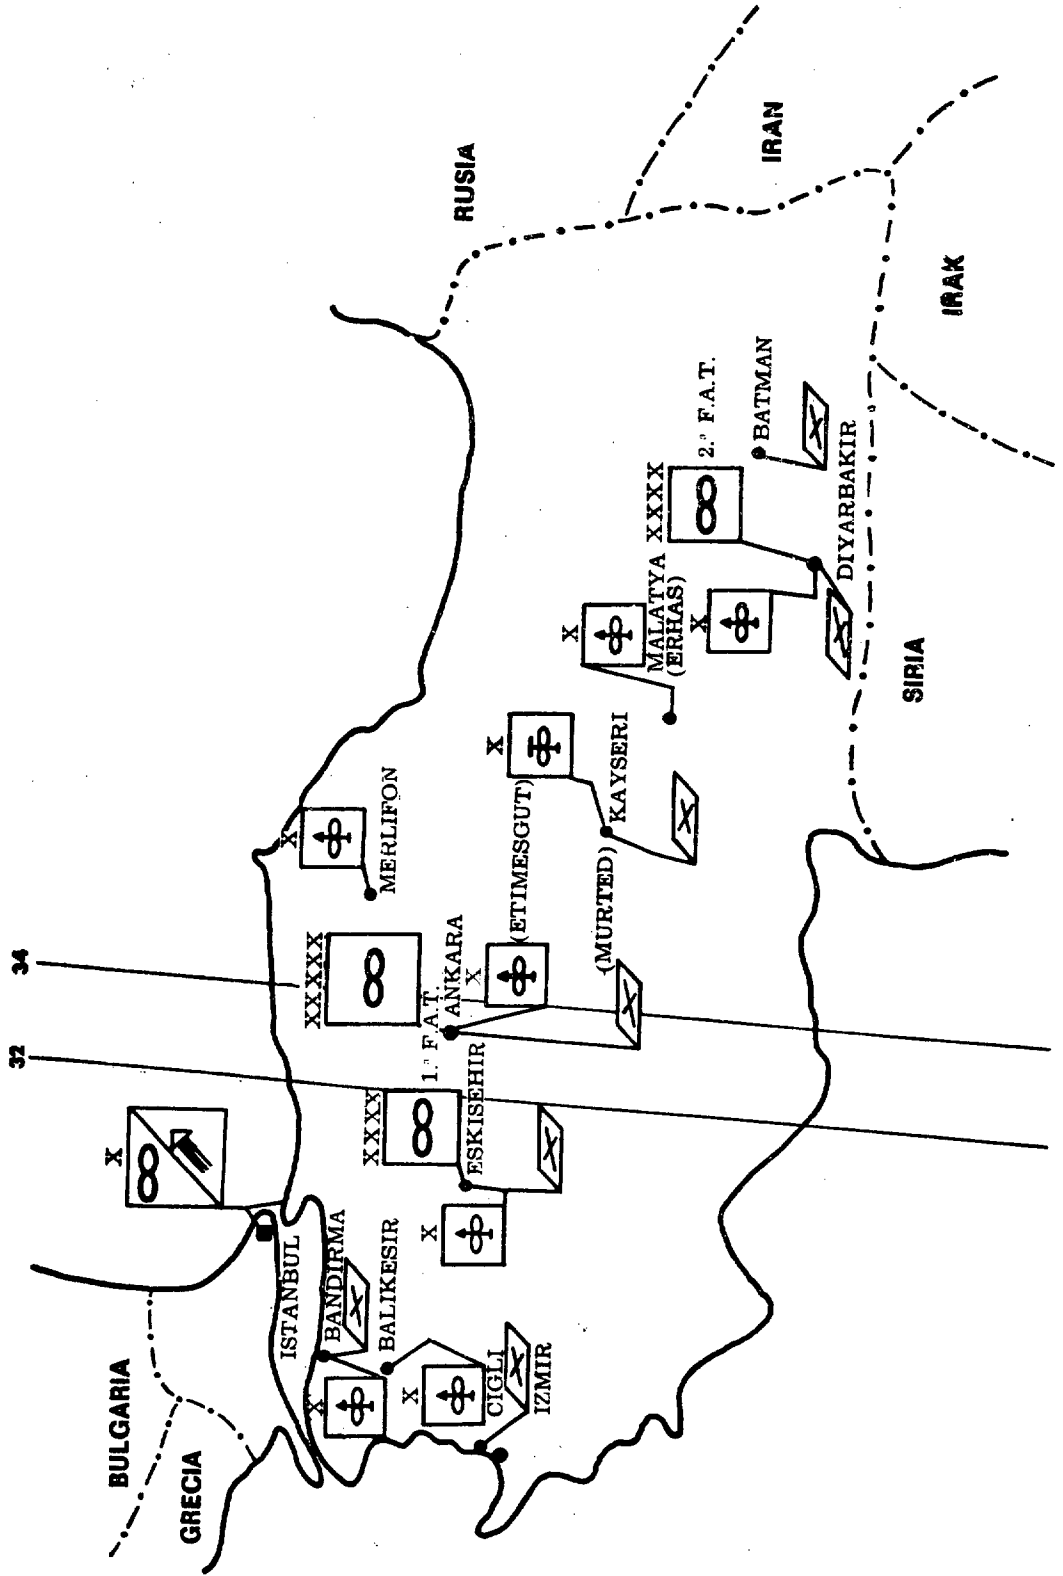 BULGARIA
GRECIA
RUSIA
IRAN
IRAK
SIRIA
32
34
X
ISTANBUL
X
BANDIRMA
BALIKESIR
X
CIGLI
IZMIR
X
XXXX
1.ª F.A.T.
ESKISEHIR
XXXXX
ANKARA
X
(ETIMESGUT)
(MURTED)
X
MERLIFON
X
KAYSERI
X
MALATYA
(ERHAS)
XXXX
2.ª F.A.T.
X
DIYARBAKIR
BATMAN